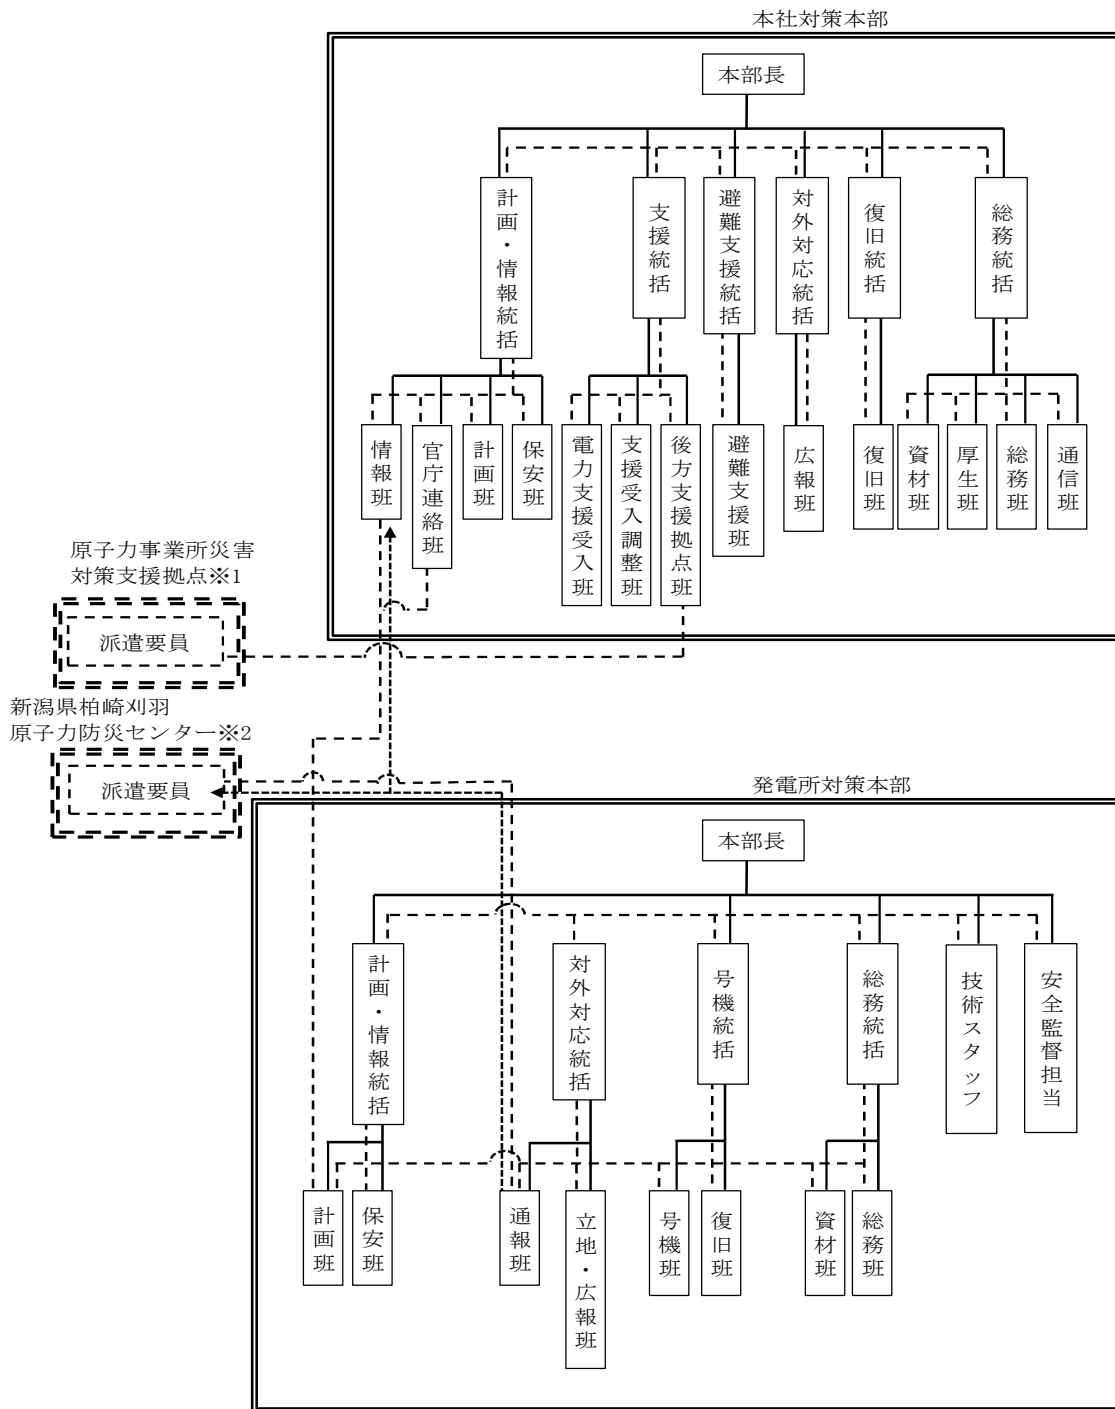 本社対策本部
本部長
計画・情報統括
支援統括
避難支援統括
対外対応統括
復旧統括
総務統括
情報班
官庁連絡班
計画班
保安班
電力支援受入班
支援受入調整班
後方支援拠点班
避難支援班
広報班
復旧班
資材班
厚生班
総務班
通信班
原子力事業所災害
対策支援拠点※1
派遣要員
新潟県柏崎刈羽
原子力防災センター※2
派遣要員
発電所対策本部
本部長
計画・情報統括
対外対応統括
号機統括
総務統括
技術スタッフ
安全監督担当
計画班
保安班
通報班
立地・広報班
号機班
復旧班
資材班
総務班